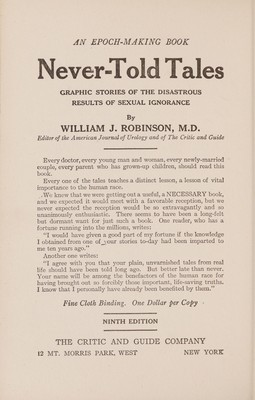 AN EPOCH-MAKING BOOK
Never-Told Tales
GRAPHIC STORIES OF THE DISASTROUS
RESULTS OF SEXUAL IGNORANCE
By
WILLIAM J. ROBINSON, M.D.
Editor of the American Journal of Urology and of The Critic and Guide
Every doctor, every young man and woman, every newly-married
couple, every parent who has grown-up children, should read this
book.
Every one of the tales teaches a distinct lesson, a lesson of vital
importance to the human race.
We knew that we were getting out a useful, a NECESSARY book,
and we expected it would meet with a favorable reception, but we
never expected the reception would be so extravagantly and so
unanimously enthusiastic. There seems to have been a long-felt
but dormant want for just such a book. One reader, who has a
fortune running into the millions, writes:
"I would have given a good part of my fortune if the knowledge
I obtained from one of your stories to-day had been imparted to
me ten years ago."
Another one writes:
"I agree with you that your plain, unvarnished tales from real
life should have been told long ago. But better late than never.
Your name will be among the benefactors of the human race for
having brought out so forcibly those important, life-saving truths.
I know that I personally have already been benefited by them."
Fine Cloth Binding. One Dollar per Copy
NINTH EDITION
THE CRITIC AND GUIDE COMPANY
12 MT. MORRIS PARK, WEST NEW YORK